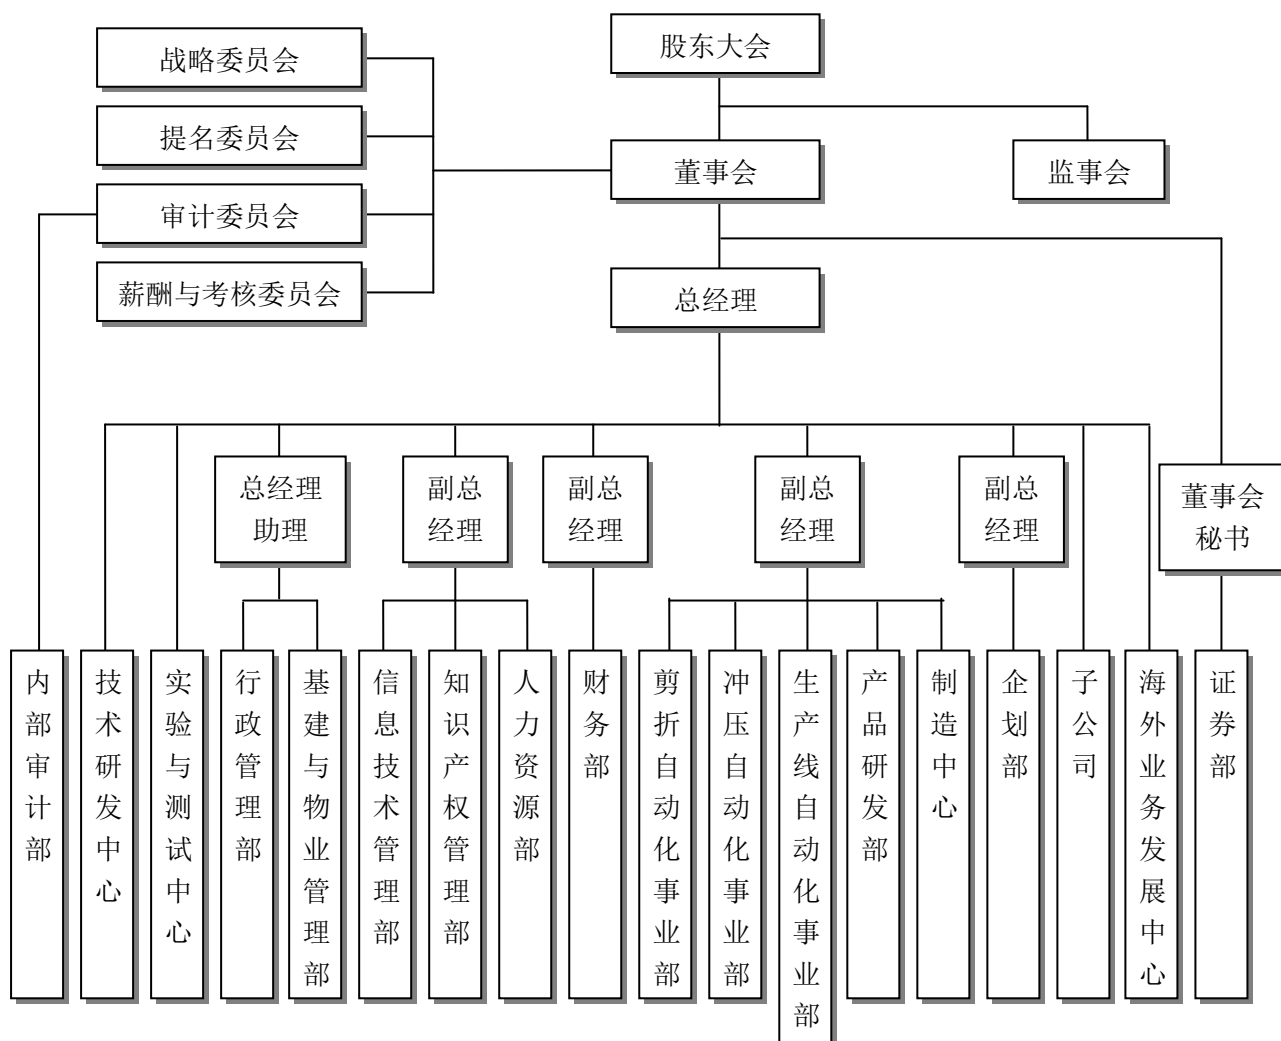 股东大会
战略委员会
提名委员会
董事会
监事会
审计委员会
薪酬与考核委员会
总经理
总经理
助理
副总
经理
副总
经理
副总
经理
副总
经理
董事会
秘书
内部审计部
技术研发中心
实验与测试中心
行政管理部
基建与物业管理部
信息技术管理部
知识产权管理部
人力资源部
财务部
剪折自动化事业部
冲压自动化事业部
生产线自动化事业部
产品研发部
制造中心
企划部
子公司
海外业务发展中心
证券部